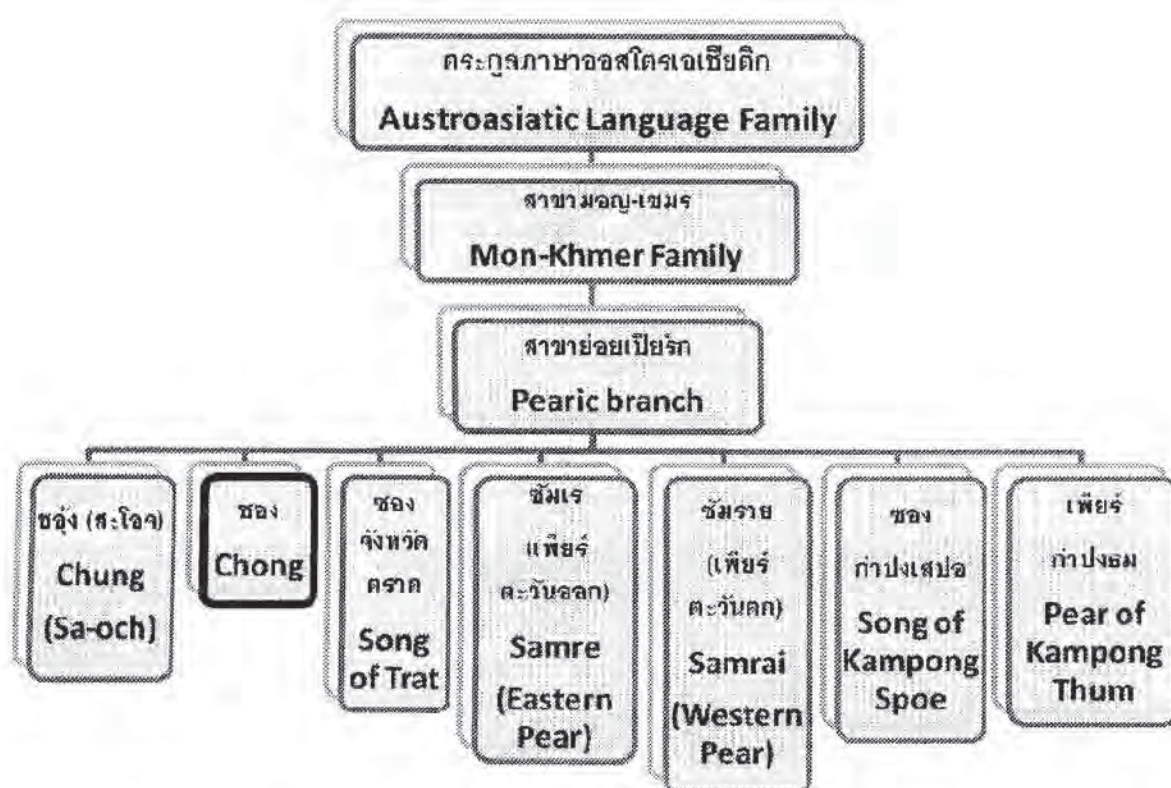 ตระกูลภาษาออสโตรเอเชียติก
Austroasiatic Language Family
สาขามอญ-เขมร
Mon-Khmer Family
สาขาย่อยเปียริก
Pearic branch
ชอุ้ง (สะโอจ)
Chung
(Sa-och)
ชอง
Chong
ซอง
จังหวัด
ตราด
Song
of Trat
ซัมเร
แพียร์
ตะวันออก)
Samre
(Eastern
Pear)
ซัมราย
(เพียร์
ตะวันตก)
Samrai
(Western
Pear)
ซอง
กำปงเสปอ
Song of
Kampong
Spoe
เพียร์
กำปงธม
Pear of
Kampong
Thum